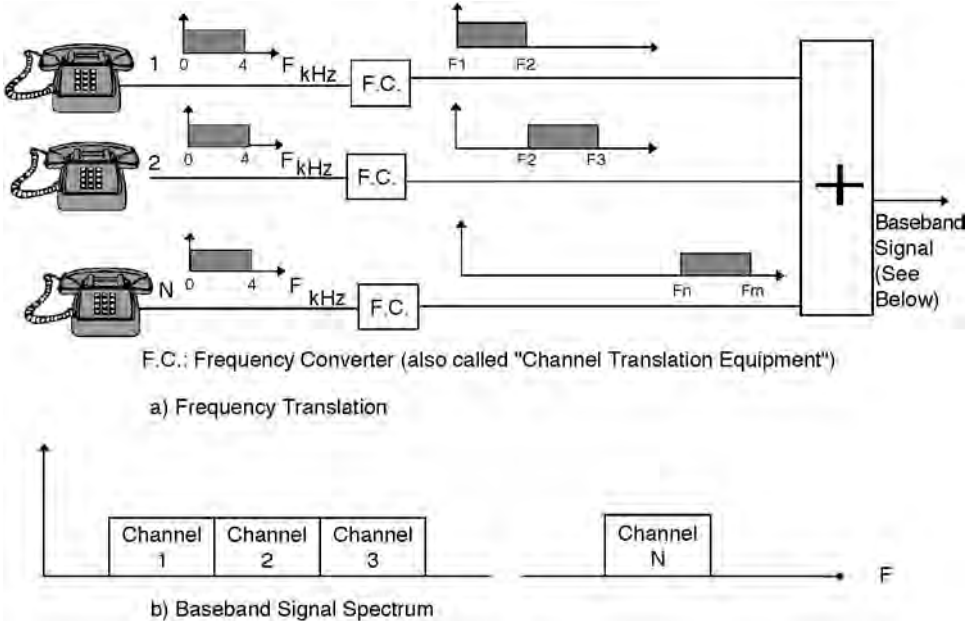 1
0 4 F kHz
F.C.
F1 F2
2
0 4 F kHz
F.C.
F2 F3
N
0 4 F kHz
F.C.
Fn Fm
+
Baseband
Signal
(See
Below)
F.C.: Frequency Converter (also called "Channel Translation Equipment")
a) Frequency Translation
Channel
1
Channel
2
Channel
3
Channel
N
F
b) Baseband Signal Spectrum